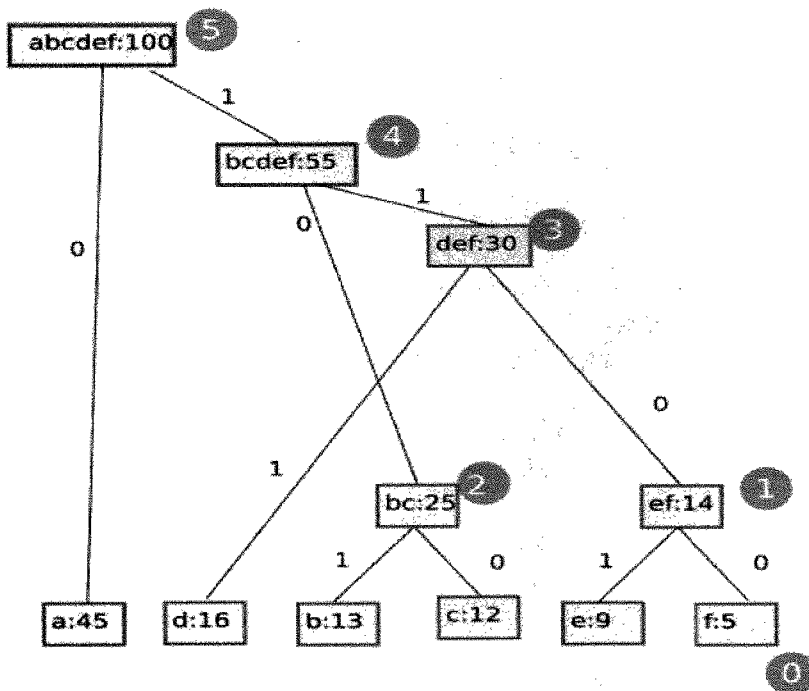 abcdef:100 5
1
bcdef:55 4
0 1
0
def:30 3
0
1
bc:25 2 ef:14 1
1 0 1 0
a:45 d:16 b:13 c:12 e:9 f:5
0